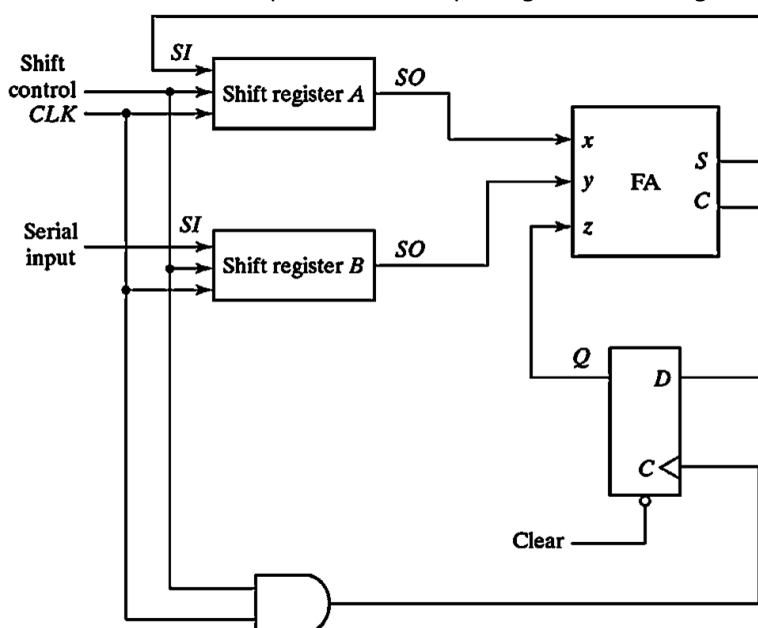 SI
Shift
control
CLK
Shift register A
SO
x
y
z
FA
S
C
Serial
input
SI
Shift register B
SO
Q
D
C
Clear